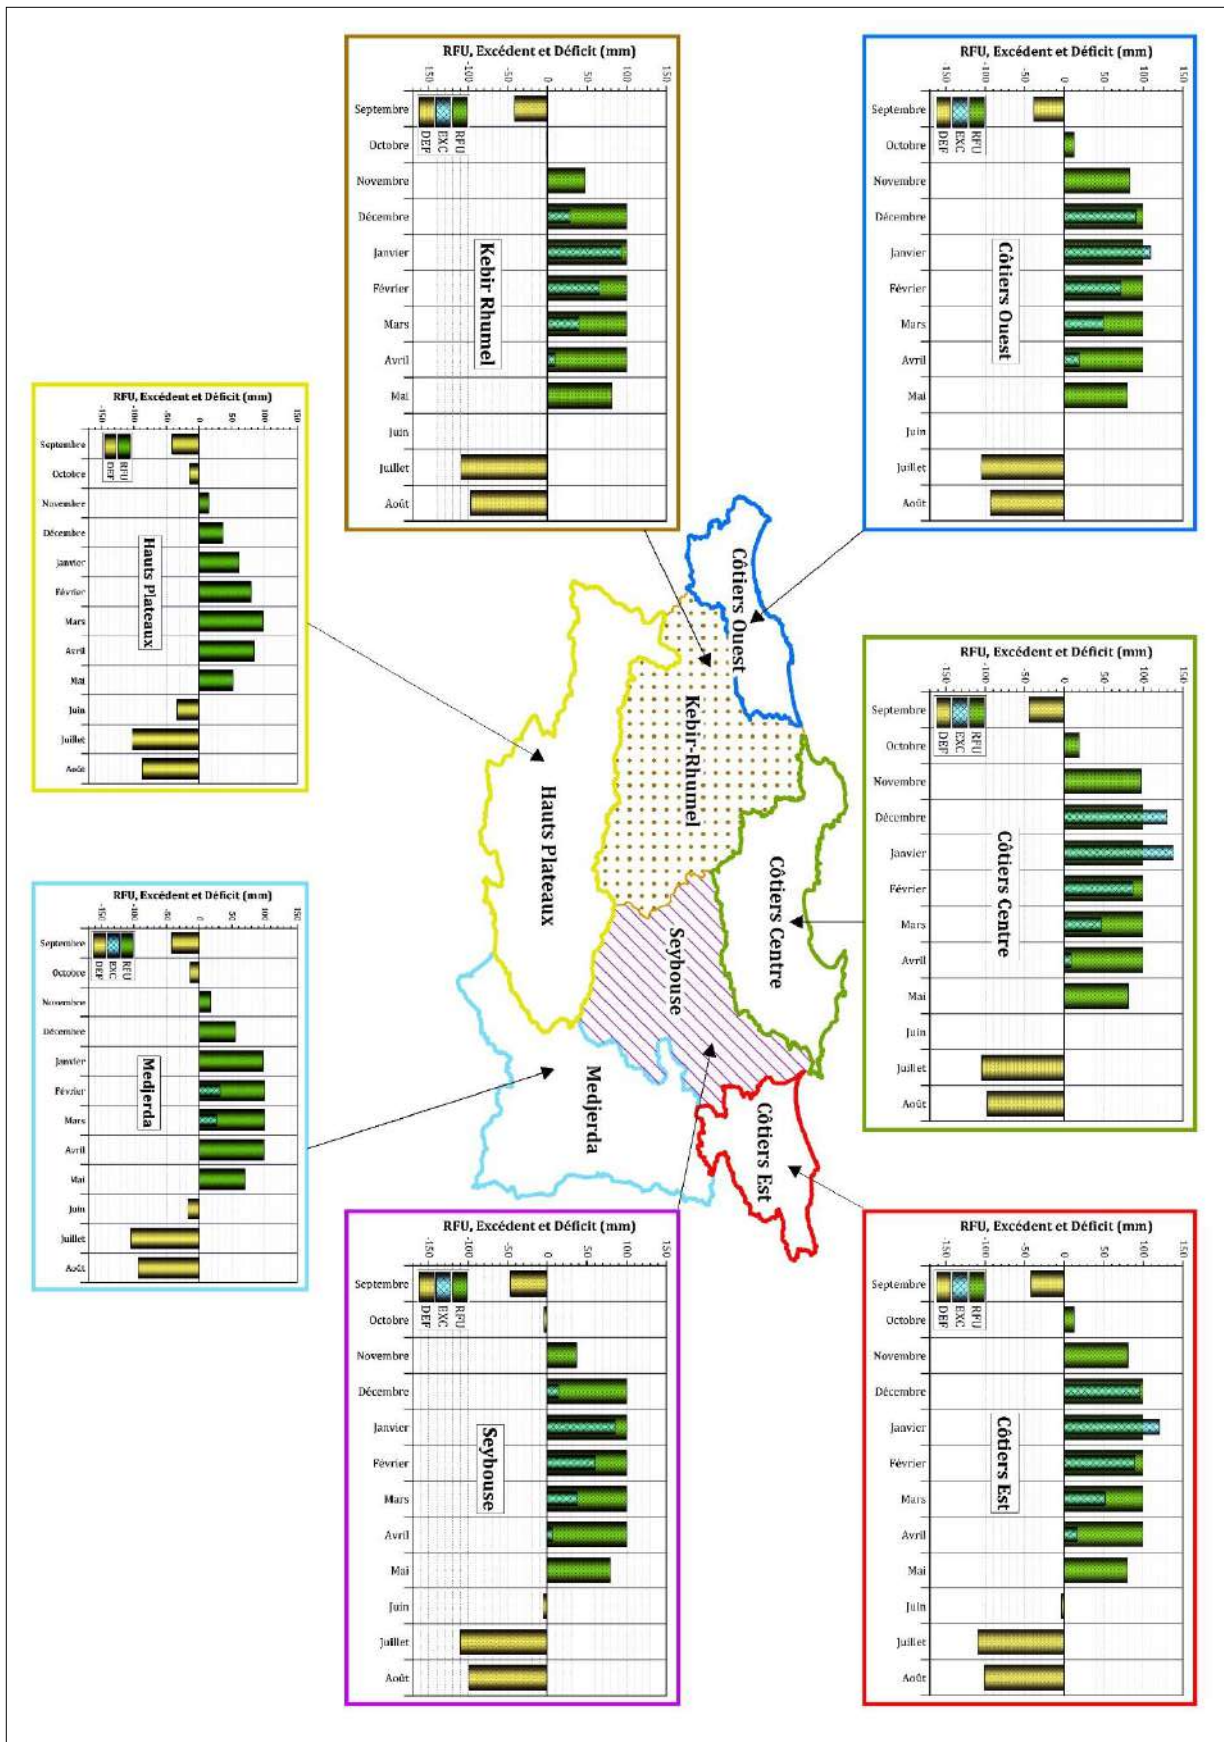 RFU, Excédent et Déficit (mm)
150
100
50
0
-50
-100
-150
RFU
EXC
DEF
Côtiers Ouest
Septembre
Octobre
Novembre
Décembre
Janvier
Février
Mars
Avril
Mai
Juin
Juillet
Août
RFU, Excédent et Déficit (mm)
150
100
50
0
-50
-100
-150
RFU
EXC
DEF
Côtiers Centre
Septembre
Octobre
Novembre
Décembre
Janvier
Février
Mars
Avril
Mai
Juin
Juillet
Août
RFU, Excédent et Déficit (mm)
150
100
50
0
-50
-100
-150
RFU
EXC
DEF
Côtiers Est
Septembre
Octobre
Novembre
Décembre
Janvier
Février
Mars
Avril
Mai
Juin
Juillet
Août
RFU, Excédent et Déficit (mm)
150
100
50
0
-50
-100
-150
RFU
EXC
DEF
Kebir Rhumel
Septembre
Octobre
Novembre
Décembre
Janvier
Février
Mars
Avril
Mai
Juin
Juillet
Août
Côtiers Ouest
Côtiers Centre
Côtiers Est
Kebir-Rhumel
Seybouse
Medjerda
Hauts Plateaux
RFU, Excédent et Déficit (mm)
150
100
50
0
-50
-100
-150
RFU
EXC
DEF
Seybouse
Septembre
Octobre
Novembre
Décembre
Janvier
Février
Mars
Avril
Mai
Juin
Juillet
Août
RFU, Excédent et Déficit (mm)
150
100
50
0
-50
-100
-150
RFU
DEF
Hauts Plateaux
Septembre
Octobre
Novembre
Décembre
Janvier
Février
Mars
Avril
Mai
Juin
Juillet
Août
RFU, Excédent et Déficit (mm)
150
100
50
0
-50
-100
-150
RFU
EXC
DEF
Medjerda
Septembre
Octobre
Novembre
Décembre
Janvier
Février
Mars
Avril
Mai
Juin
Juillet
Août